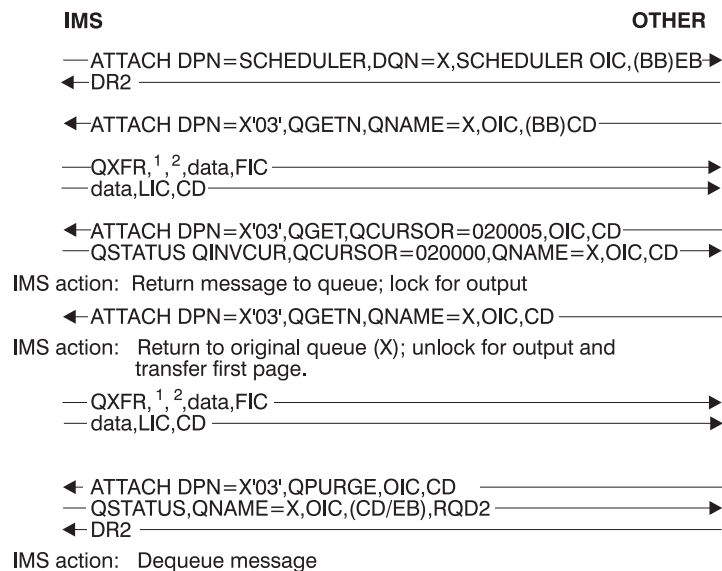 IMS OTHER
ATTACH DPN=SCHEDULER,DQN=X,SCHEDULER OIC,(BB)EB
DR2
ATTACH DPN=X'03',QGETN,QNAME=X,OIC,(BB)CD
QXFR,1,2,data,FIC
data,LIC,CD
ATTACH DPN=X'03',QGET,QCURSOR=020005,OIC,CD
QSTATUS QINVCUR,QCURSOR=020000,QNAME=X,OIC,CD
IMS action: Return message to queue; lock for output
ATTACH DPN=X'03',QGETN,QNAME=X,OIC,CD
IMS action: Return to original queue (X); unlock for output and
transfer first page.
QXFR,1,2,data,FIC
data,LIC,CD
ATTACH DPN=X'03',QPURGE,OIC,CD
QSTATUS,QNAME=X,OIC,(CD/EB),RQD2
DR2
IMS action: Dequeue message